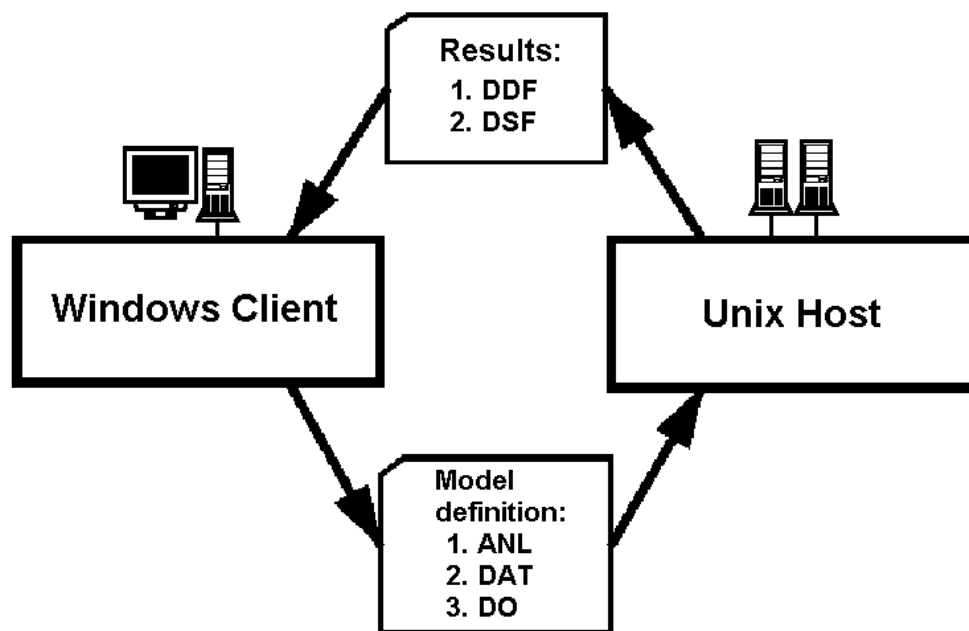 Results:
1. DDF
2. DSF
Windows Client
Unix Host
Model
definition:
1. ANL
2. DAT
3. DO